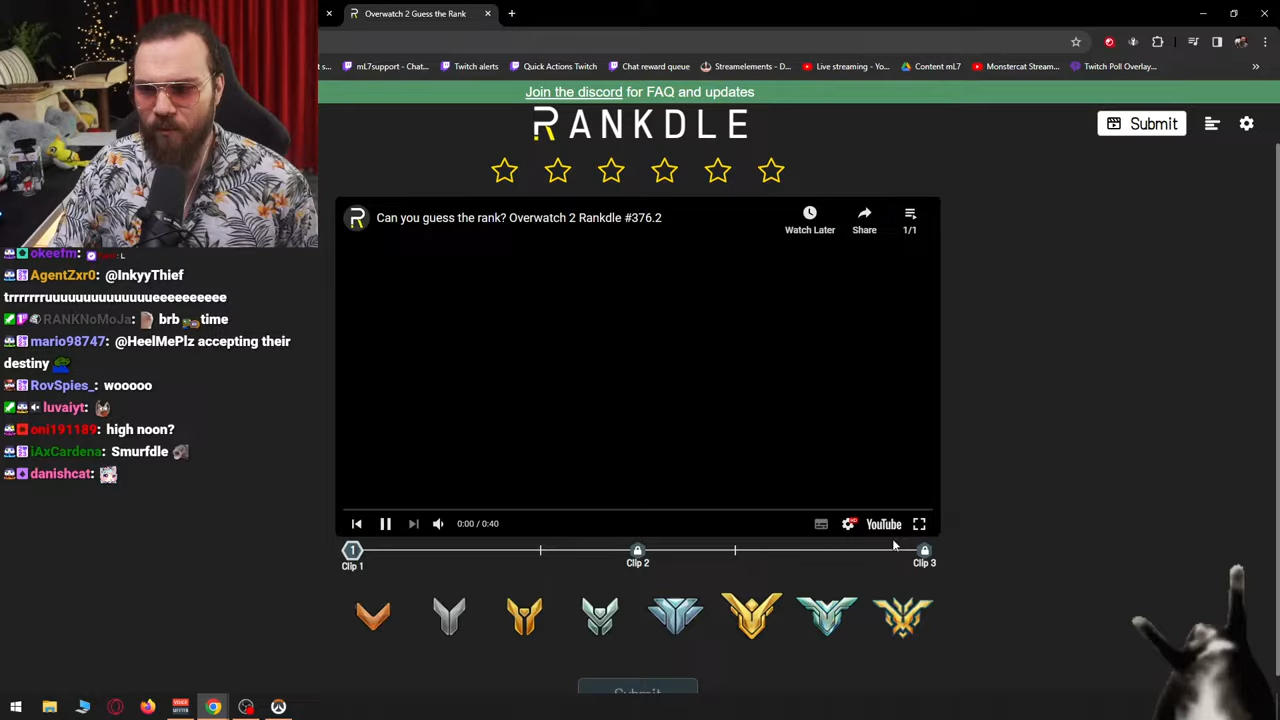 Overwatch 2 Guess the Rank
s...
mL7support - Chat...
Twitch alerts
Quick Actions Twitch
Chat reward queue
Streamelements - D...
Live streaming - Yo...
Content mL7
Monstercat Stream...
Twitch Poll Overlay...
Join the discord for FAQ and updates
RANKDLE
Submit
Can you guess the rank? Overwatch 2 Rankdle #376.2
Watch Later
Share
1/1
okeefm: L
AgentZxr0: @InkyyThief
trrrrrrruuuuuuuuuuuuuueeeeeeeeee
RANKNoMoJa: brb time
mario98747: @HeelMePlz accepting their
destiny
RovSpies_: wooooo
luvaiyt:
oni191189: high noon?
iAxCardena: Smurfdle
danishcat:
0:00 / 0:40
YouTube
1
Clip 1
Clip 2
Clip 3
Submit